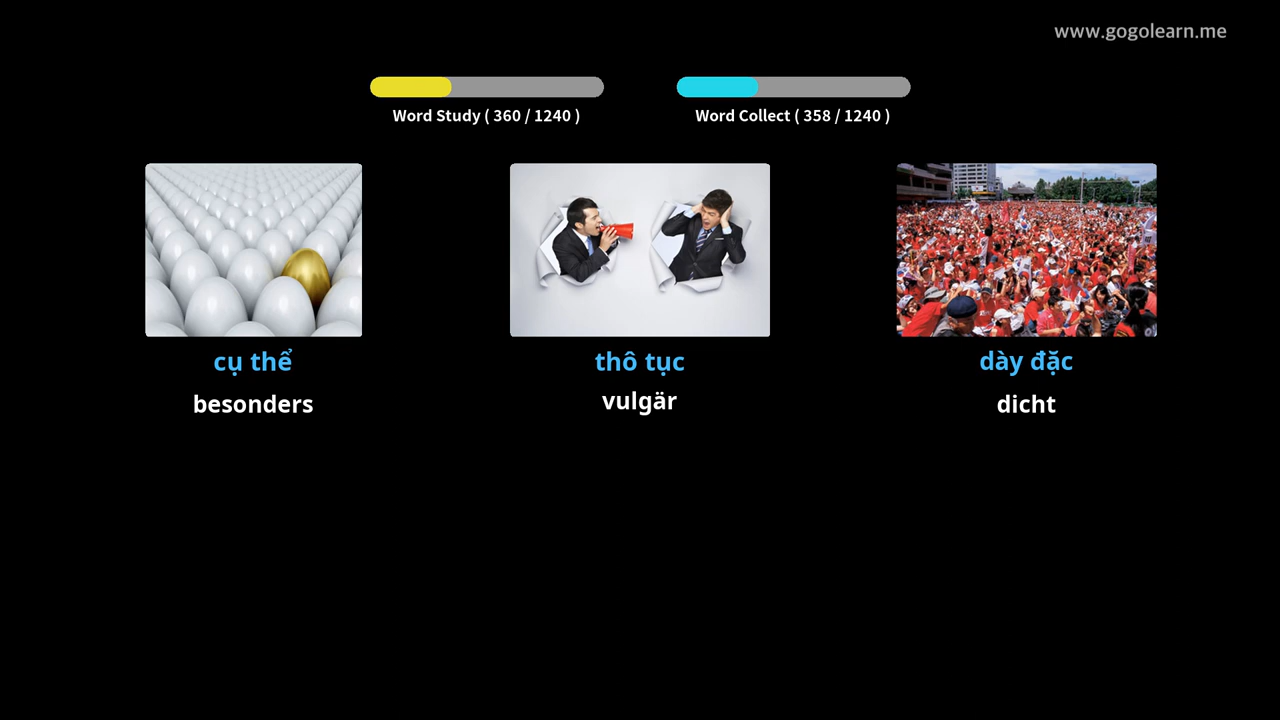 www.gogolearn.me
Word Study ( 360 / 1240 )
Word Collect ( 358 / 1240 )
cụ thể
besonders
thô tục
vulgär
dày đặc
dicht